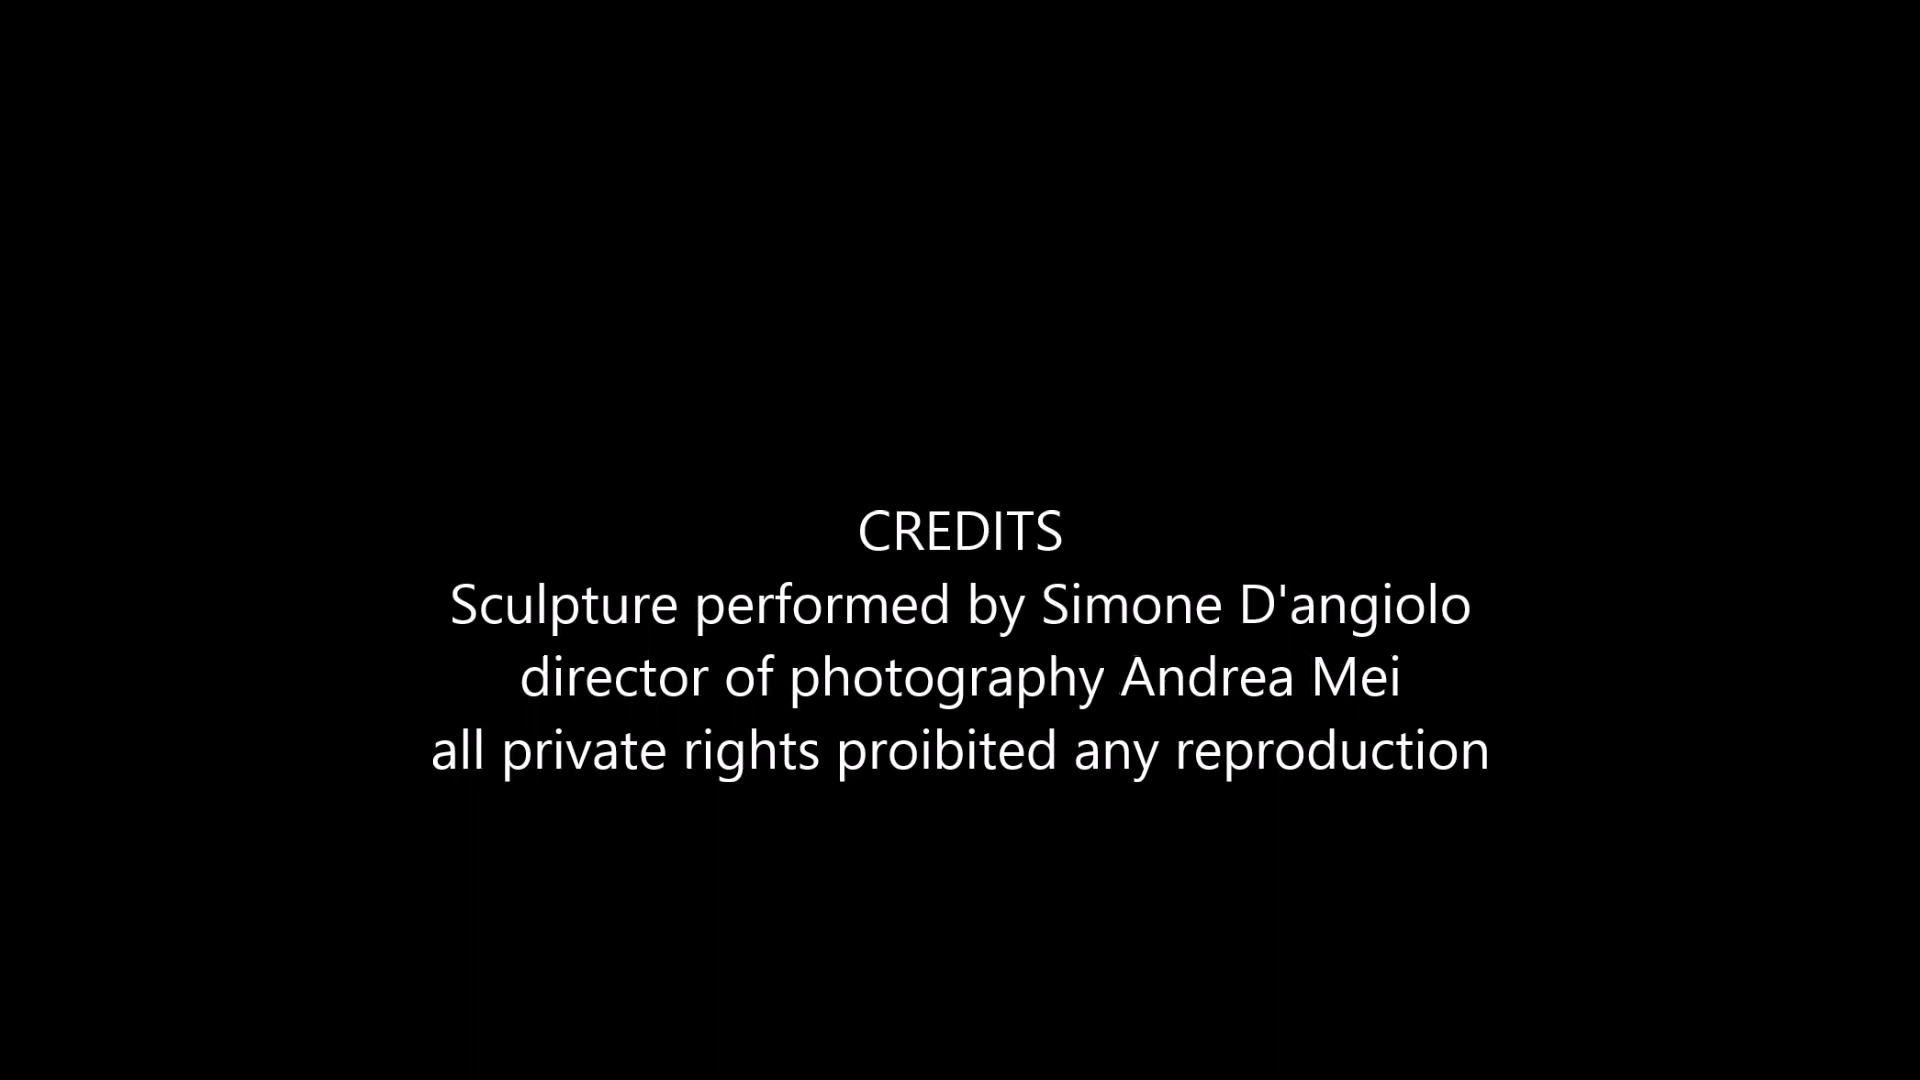 CREDITS
Sculpture performed by Simone D'angiolo
director of photography Andrea Mei
all private rights proibited any reproduction